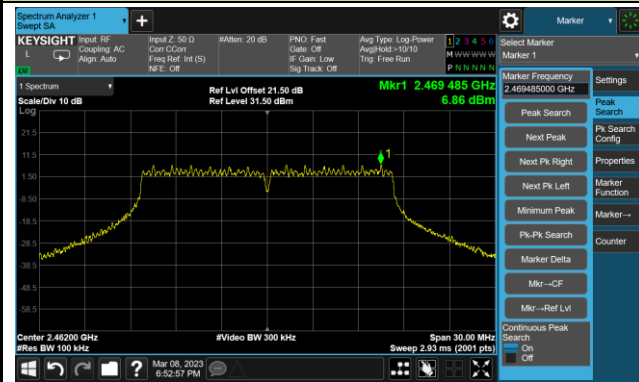 Spectrum Analyzer 1
Swept SA
Marker
KEYSIGHT
Input: RF
Coupling: AC
Align: Auto
Input Z: 50 Ω
Corr CCorr
Freq Ref: Int (S)
NFE: Off
#Atten: 20 dB
PNO: Fast
Gate: Off
IF Gain: Low
Sig Track: Off
Avg Type: Log-Power
Avg|Hold:>10/10
Trig: Free Run
1 2 3 4 5 6
M W W W W W
P N N N N N
Select Marker
Marker 1
1 Spectrum
Scale/Div 10 dB
Log
Ref Lvl Offset 21.50 dB
Ref Level 31.50 dBm
Mkr1 2.469 485 GHz
6.86 dBm
21.5
11.5
1.50
-8.50
-18.5
-28.5
-38.5
-48.5
-58.5
1
Center 2.46200 GHz
#Res BW 100 kHz
#Video BW 300 kHz
Span 30.00 MHz
Sweep 2.93 ms (2001 pts)
Marker Frequency
2.469485000 GHz
Peak Search
Next Peak
Next Pk Right
Next Pk Left
Minimum Peak
Pk-Pk Search
Marker Delta
Mkr→CF
Mkr→Ref Lvl
Continuous Peak
Search
On
Off
Settings
Peak
Search
Pk Search
Config
Properties
Marker
Function
Marker→
Counter
Mar 08, 2023
6:52:57 PM